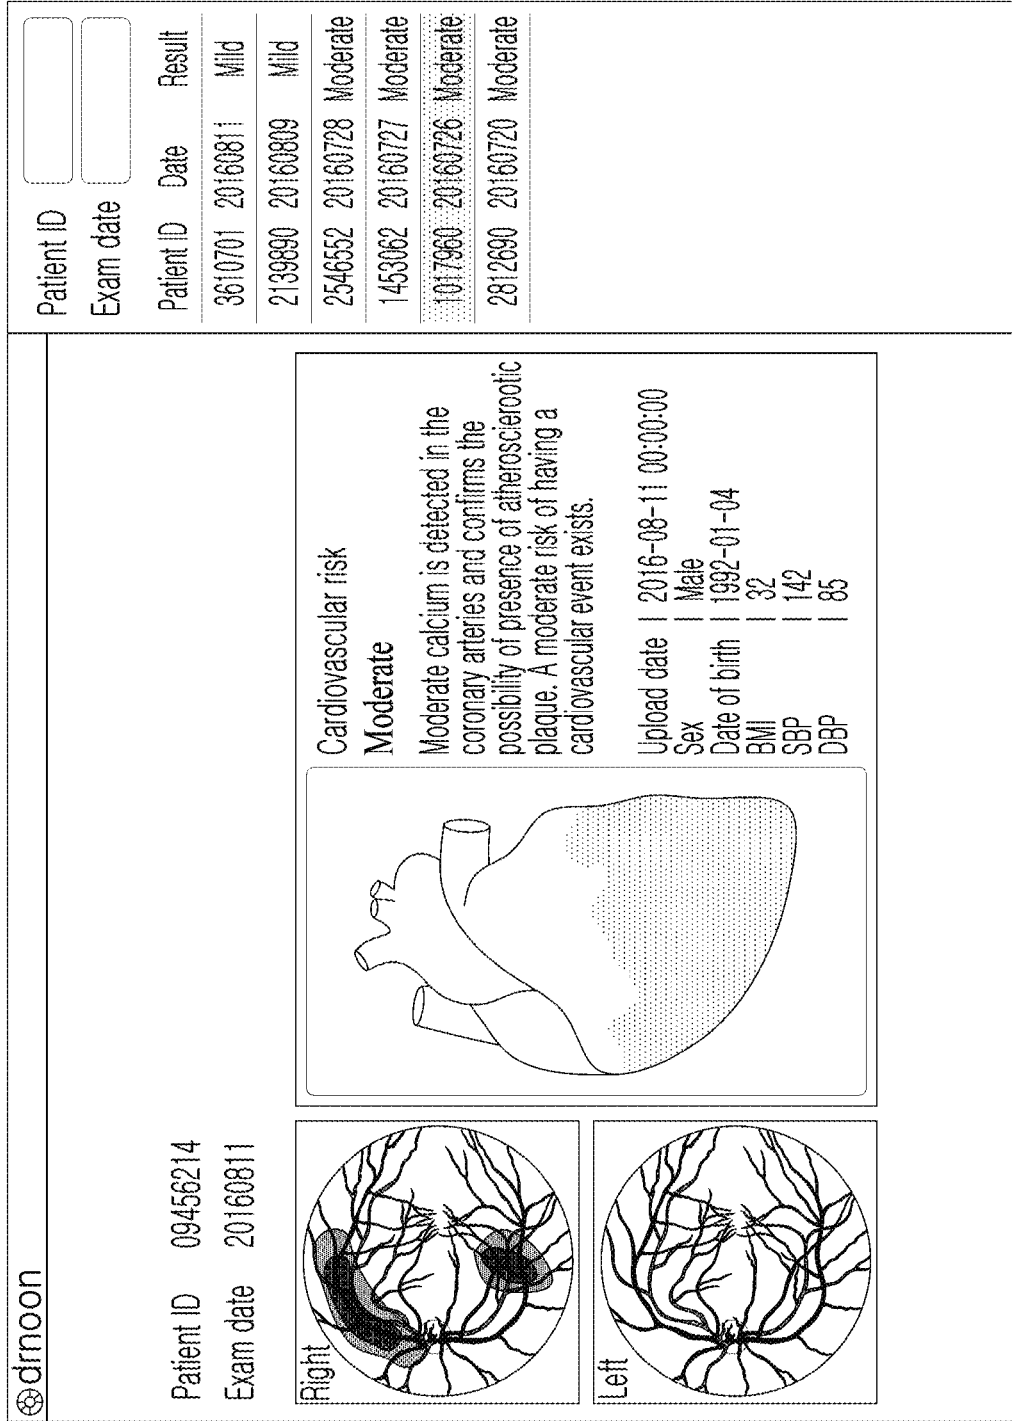 drnoon
Patient ID 09456214
Exam date 20160811
Right
Left
Cardiovascular risk
Moderate
Moderate calcium is detected in the
coronary arteries and confirms the
possibility of presence of atheroscierootic
plaque. A moderate risk of having a
cardiovascular event exists.
Upload date | 2016-08-11 00:00:00
Sex | Male
Date of birth | 1992-01-04
BMI | 32
SBP | 142
DBP | 85
Patient ID
Exam date
Patient ID Date Result
3610701 20160811 Mild
2139890 20160809 Mild
2546552 20160728 Moderate
1453062 20160727 Moderate
1017960 20160726 Moderate
2812690 20160720 Moderate